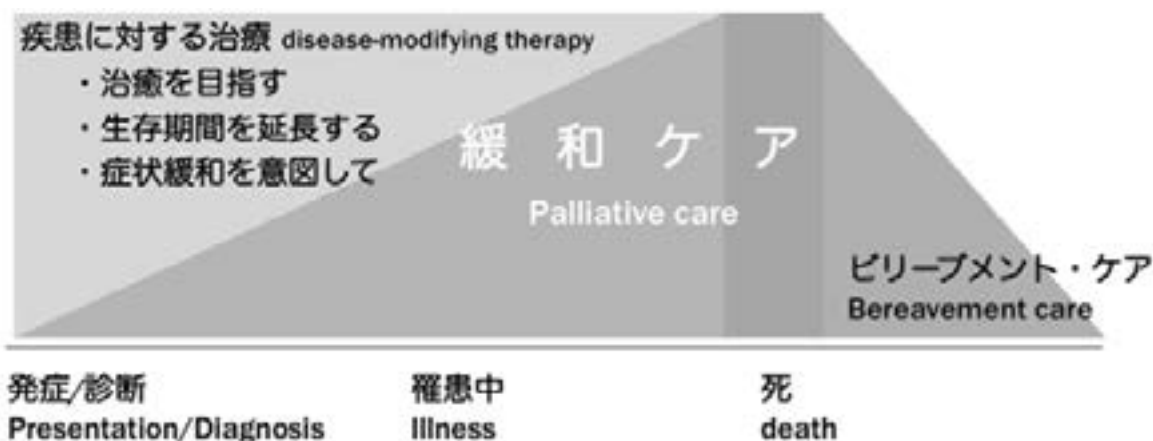 疾患に対する治療 disease-modifying therapy
・治癒を目指す
・生存期間を延長する
・症状緩和を意図して
緩和ケア
Palliative care
ビリーブメント・ケア
Bereavement care
発症/診断
Presentation/Diagnosis
罹患中
Illness
死
death